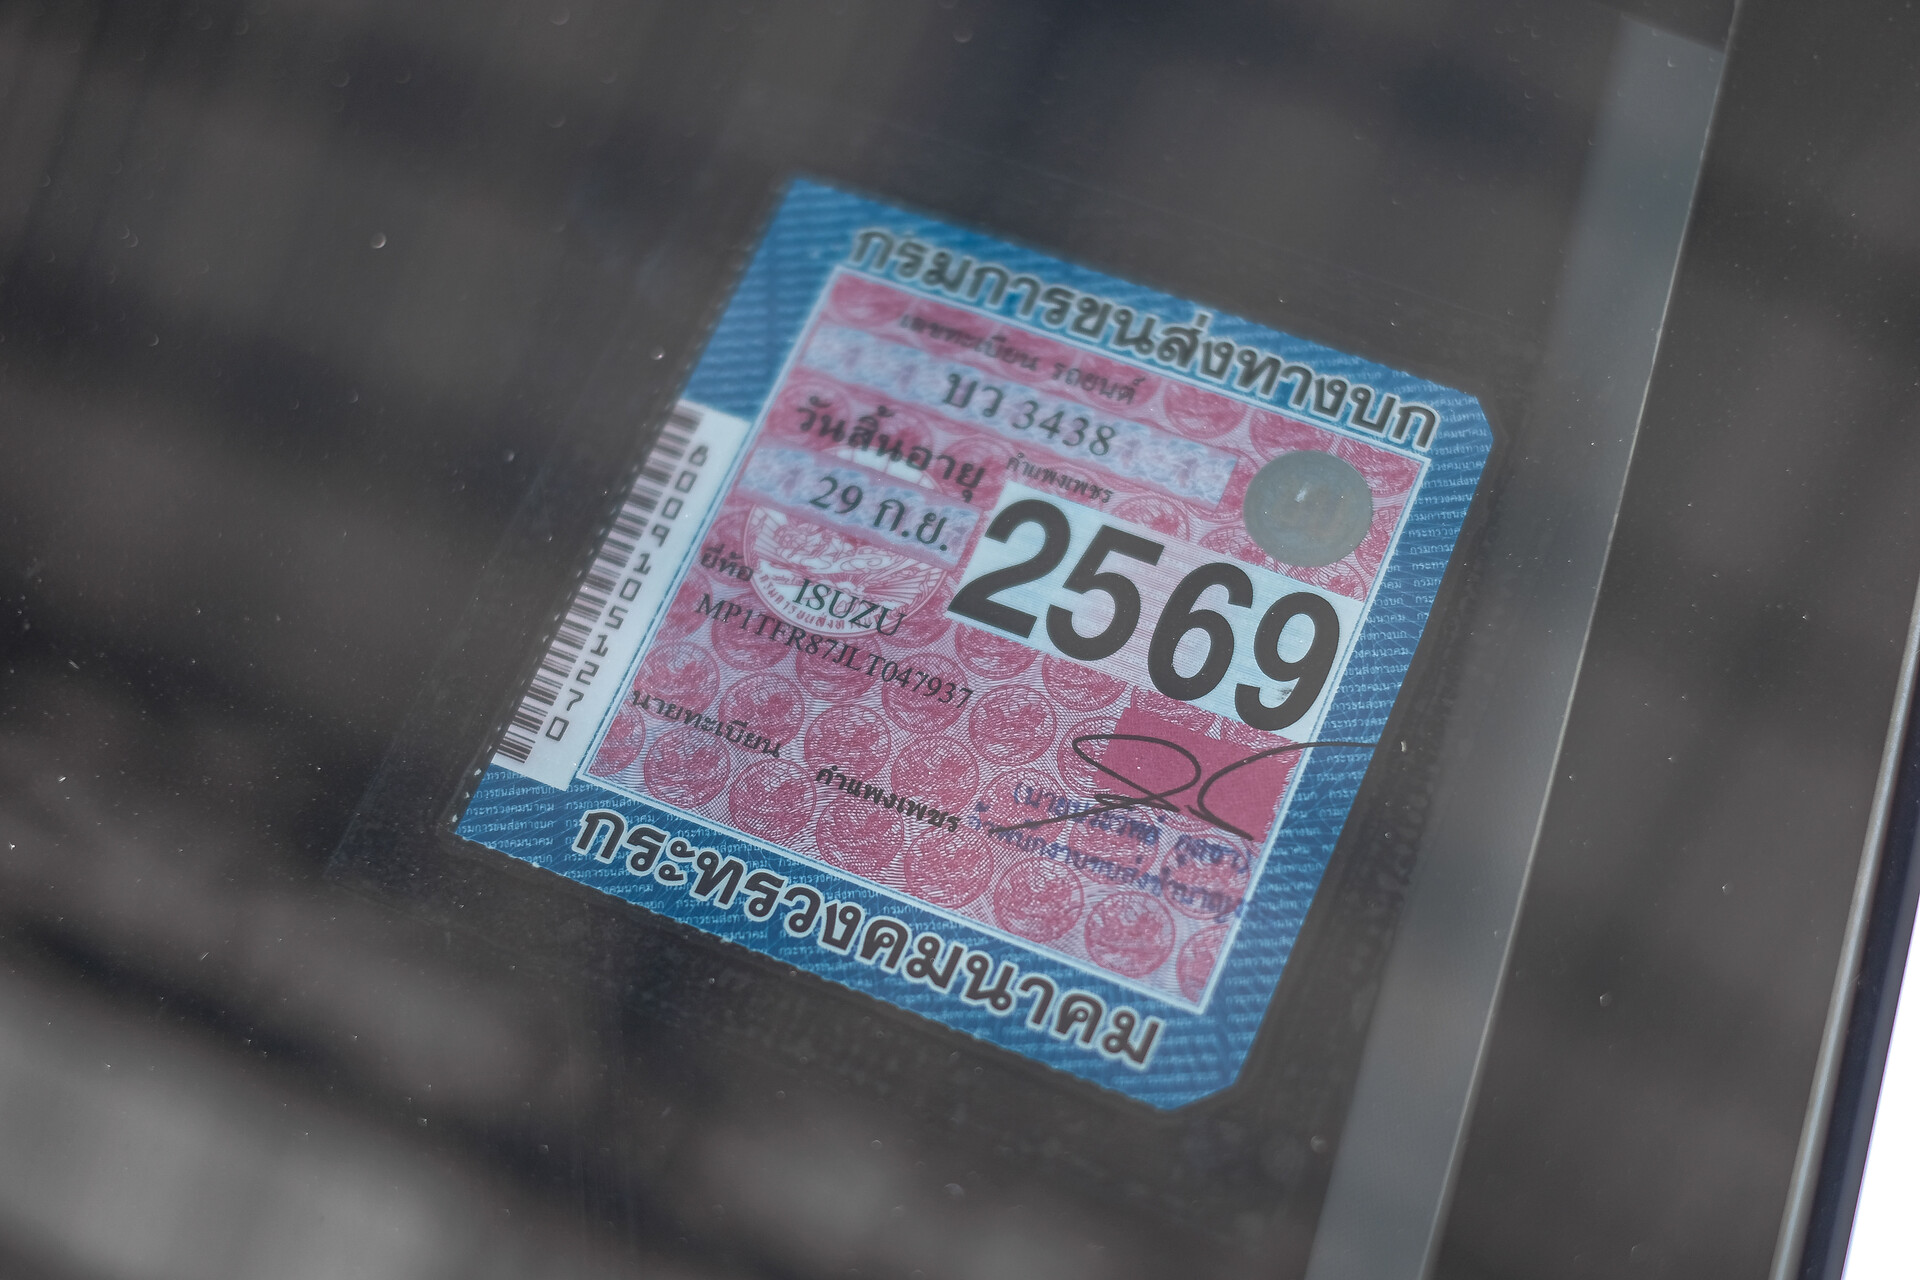 กรมการขนส่งทางบก
เลขทะเบียน รถยนต์
บว 3438
กำแพงเพชร
วันสิ้นอายุ
29 ก.ย.
2569
ยี่ห้อ ISUZU
MP1TFR87JLT047937
นายทะเบียน
กำแพงเพชร
กระทรวงคมนาคม